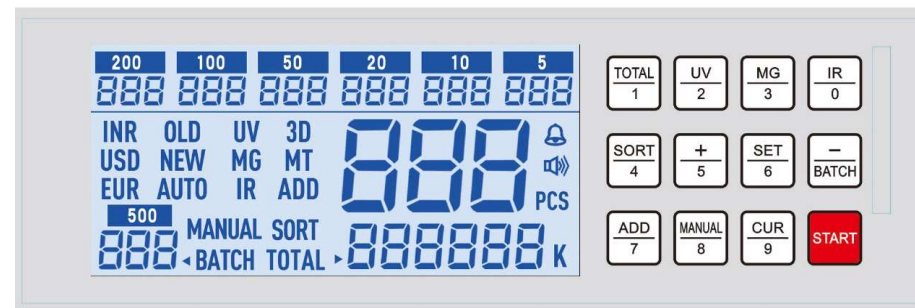 200 100 50 20 10 5
888 888 888 888 888 888
INR OLD UV 3D
USD NEW MG MT
EUR AUTO IR ADD
888
PCS
500
888
MANUAL SORT
BATCH TOTAL
888888 K
TOTAL 1
UV 2
MG 3
IR 0
SORT 4
+ 5
SET 6
− BATCH
ADD 7
MANUAL 8
CUR 9
START